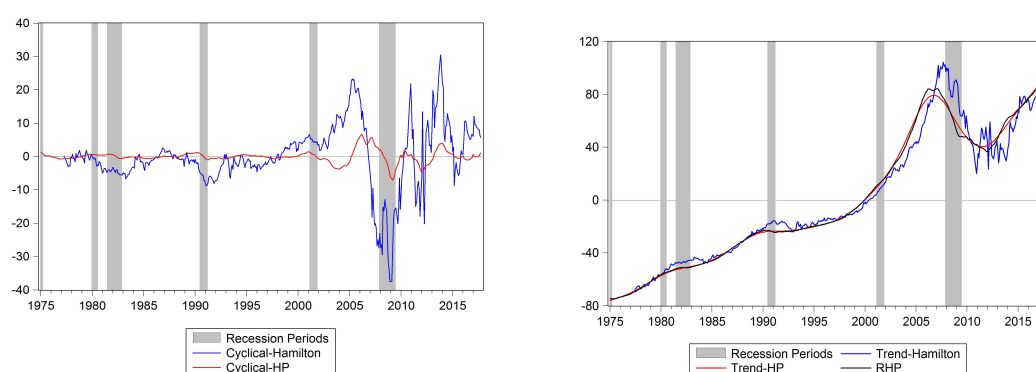 40
30
20
10
0
-10
-20
-30
-40
1975 1980 1985 1990 1995 2000 2005 2010 2015
Recession Periods
Cyclical-Hamilton
Cyclical-HP
120
80
40
0
-40
-80
1975 1980 1985 1990 1995 2000 2005 2010 2015
Recession Periods Trend-Hamilton
Trend-HP RHP